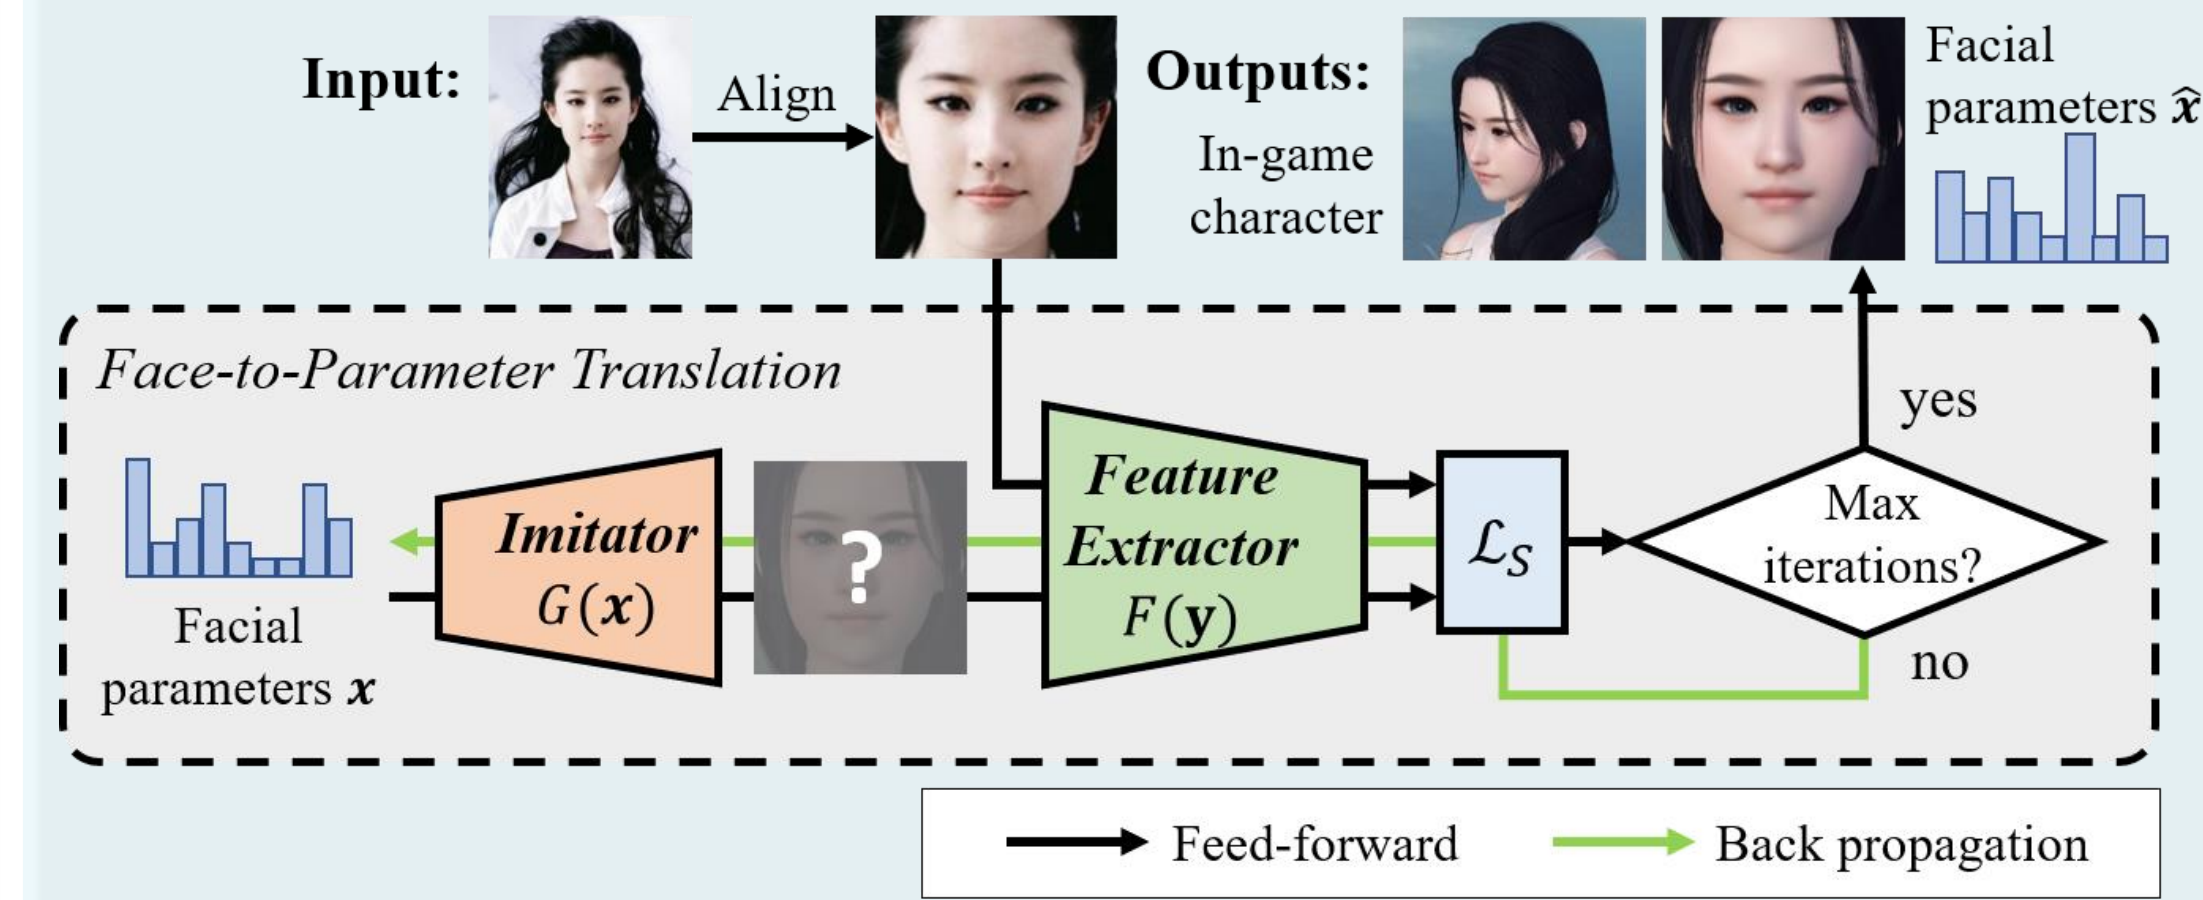 Input:
Align
Outputs:
In-game
character
Facial
parameters x̂
Face-to-Parameter Translation
Facial
parameters x
Imitator
G(x)
?
Feature
Extractor
F(y)
ℒS
Max
iterations?
yes
no
Feed-forward
Back propagation